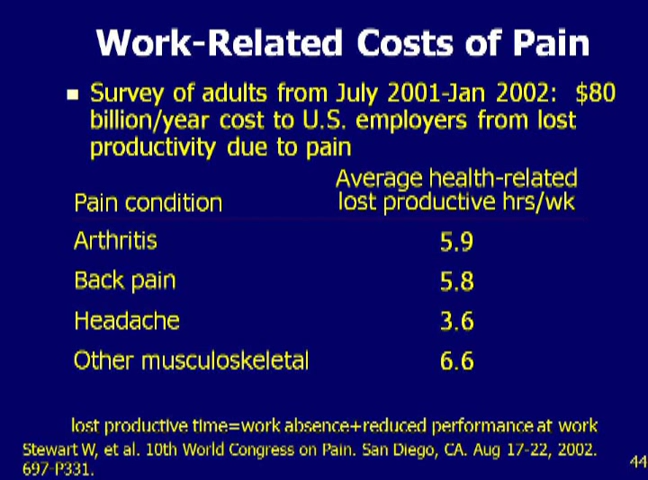 Work-Related Costs of Pain
Survey of adults from July 2001-Jan 2002: $80
billion/year cost to U.S. employers from lost
productivity due to pain
Average health-related
Pain condition lost productive hrs/wk
Arthritis 5.9
Back pain 5.8
Headache 3.6
Other musculoskeletal 6.6
lost productive time=work absence+reduced performance at work
Stewart W, et al. 10th World Congress on Pain. San Diego, CA. Aug 17-22, 2002.
697-P331.
44